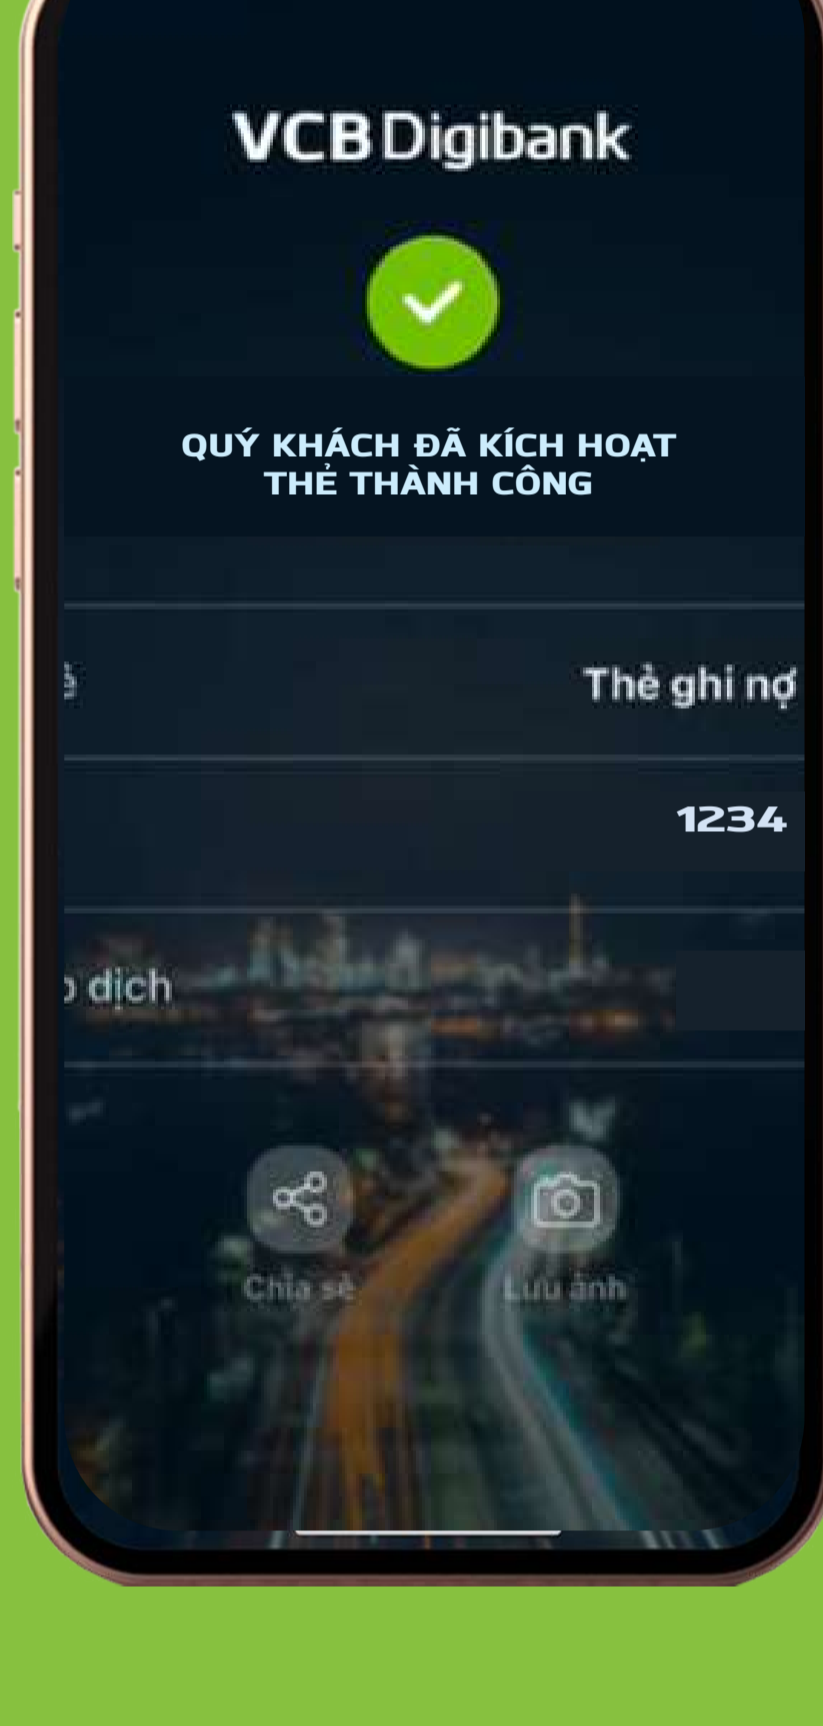 VCB Digibank
QUÝ KHÁCH ĐÃ KÍCH HOẠT
THẺ THÀNH CÔNG
Thẻ ghi nợ
1234
dịch
Chia sẻ
Lưu ảnh